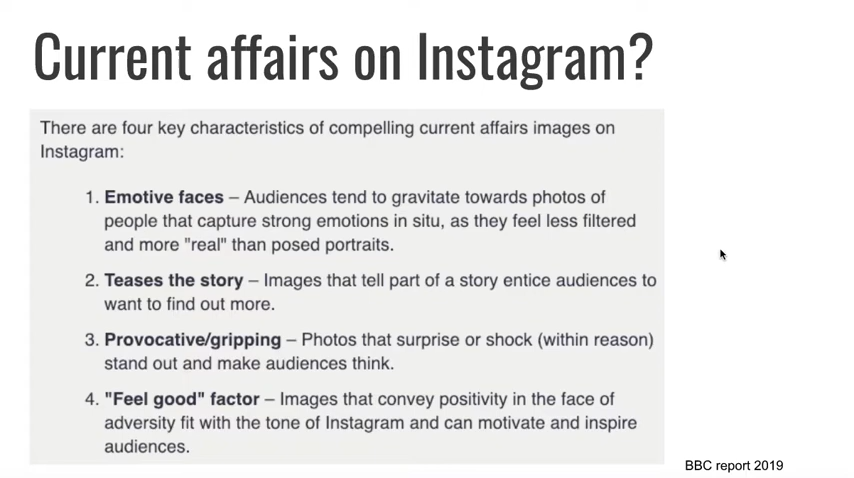 Current affairs on Instagram?
There are four key characteristics of compelling current affairs images on
Instagram:
1. Emotive faces – Audiences tend to gravitate towards photos of
people that capture strong emotions in situ, as they feel less filtered
and more "real" than posed portraits.
2. Teases the story – Images that tell part of a story entice audiences to
want to find out more.
3. Provocative/gripping – Photos that surprise or shock (within reason)
stand out and make audiences think.
4. "Feel good" factor – Images that convey positivity in the face of
adversity fit with the tone of Instagram and can motivate and inspire
audiences.
BBC report 2019